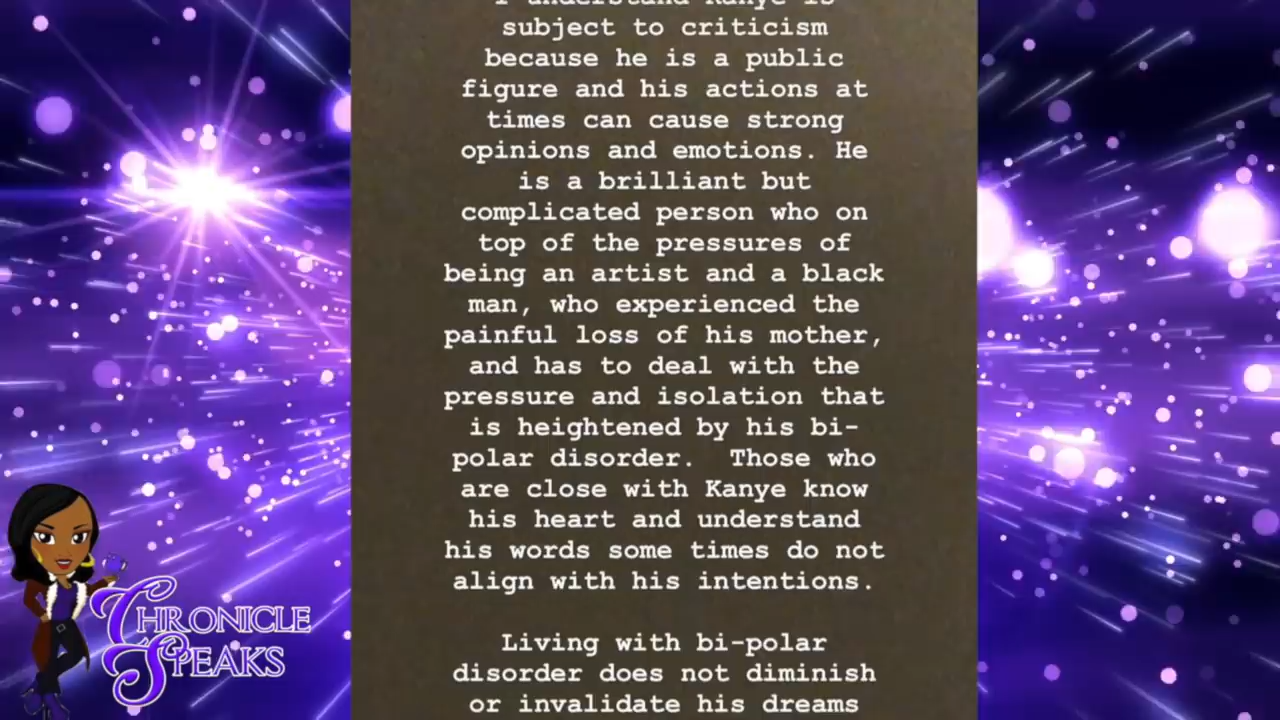 I understand Kanye is
subject to criticism
because he is a public
figure and his actions at
times can cause strong
opinions and emotions. He
is a brilliant but
complicated person who on
top of the pressures of
being an artist and a black
man, who experienced the
painful loss of his mother,
and has to deal with the
pressure and isolation that
is heightened by his bi-
polar disorder.  Those who
are close with Kanye know
his heart and understand
his words some times do not
align with his intentions.
Living with bi-polar
disorder does not diminish
or invalidate his dreams
CHRONICLE
SPEAKS